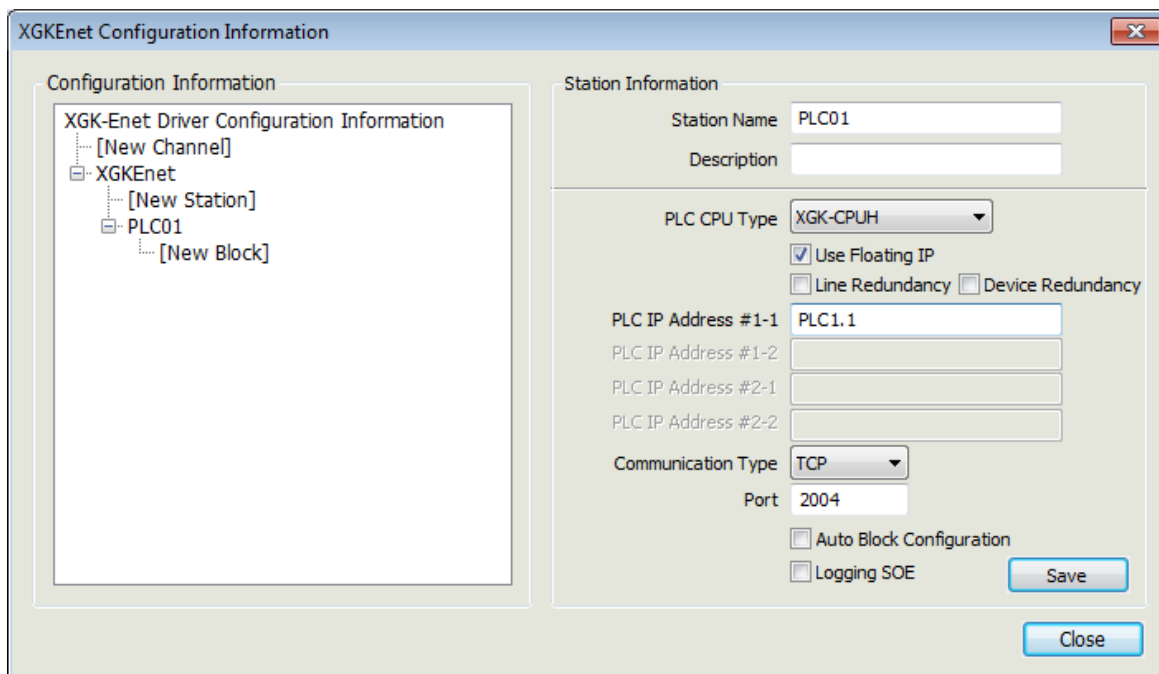 XGKEnet Configuration Information
Configuration Information
XGK-Enet Driver Configuration Information
[New Channel]
XGKEnet
[New Station]
PLC01
[New Block]
Station Information
Station Name PLC01
Description
PLC CPU Type XGK-CPUH
Use Floating IP
Line Redundancy Device Redundancy
PLC IP Address #1-1 PLC1.1
PLC IP Address #1-2
PLC IP Address #2-1
PLC IP Address #2-2
Communication Type TCP
Port 2004
Auto Block Configuration
Logging SOE
Save
Close